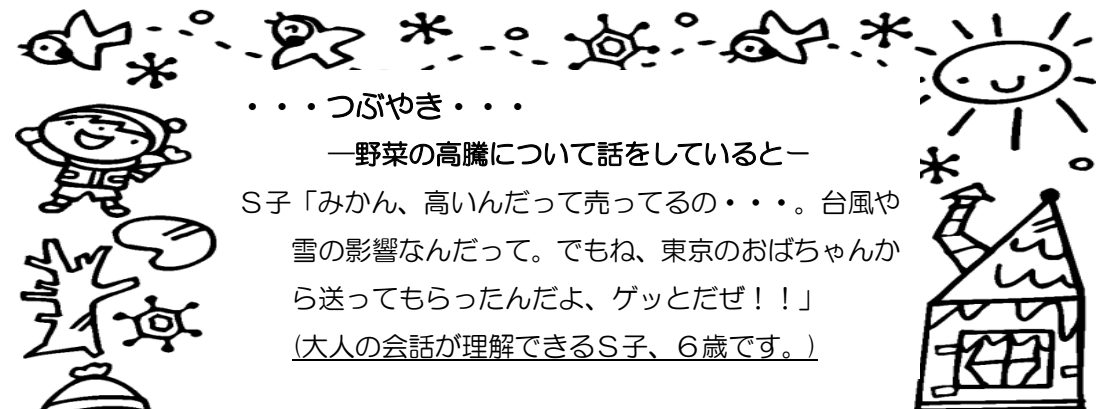 ・・・つぶやき・・・
―野菜の高騰について話をしているとー
S子「みかん、高いんだって売ってるの・・・。台風や
雪の影響なんだって。でもね、東京のおばちゃんか
ら送ってもらったんだよ、ゲッとだぜ！！」
(大人の会話が理解できるS子、６歳です。)